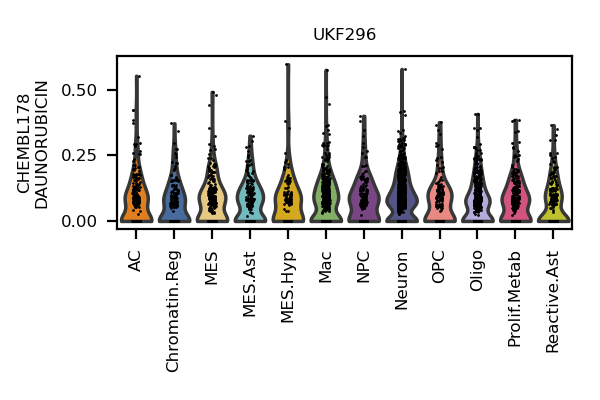 UKF296
CHEMBL178
DAUNORUBICIN
0.50
0.25
0.00
AC
Chromatin.Reg
MES
MES.Ast
MES.Hyp
Mac
NPC
Neuron
OPC
Oligo
Prolif.Metab
Reactive.Ast